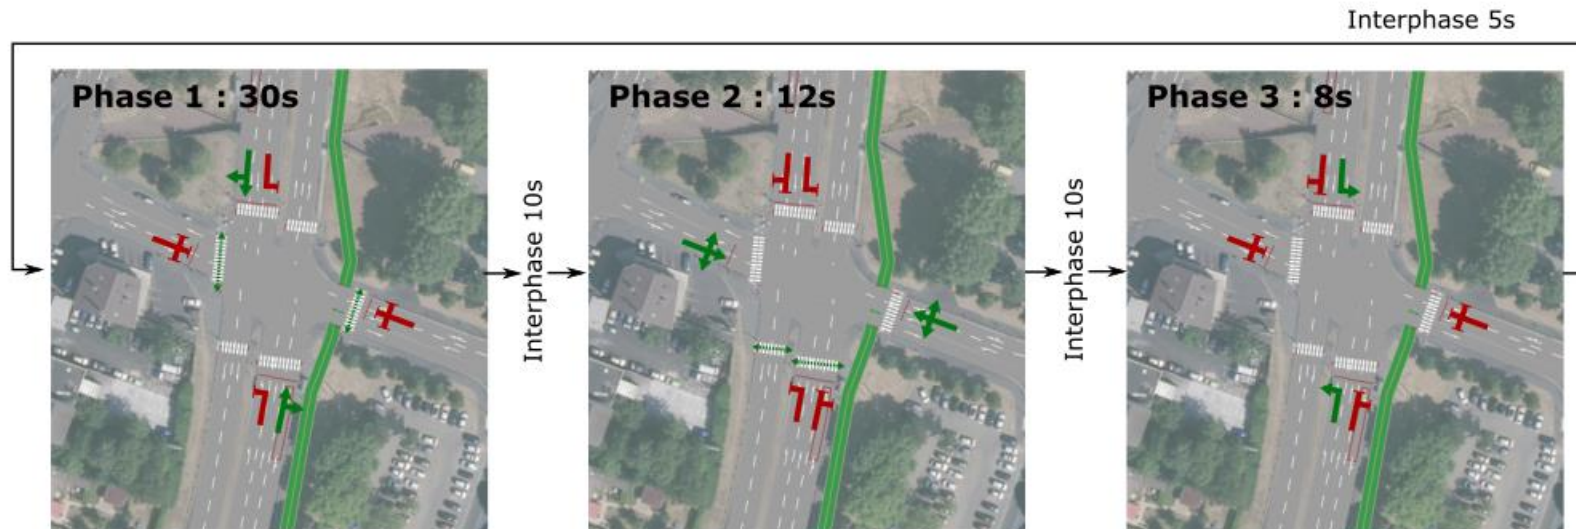 Interphase 5s
Phase 1 : 30s
Interphase 10s
Phase 2 : 12s
Interphase 10s
Phase 3 : 8s